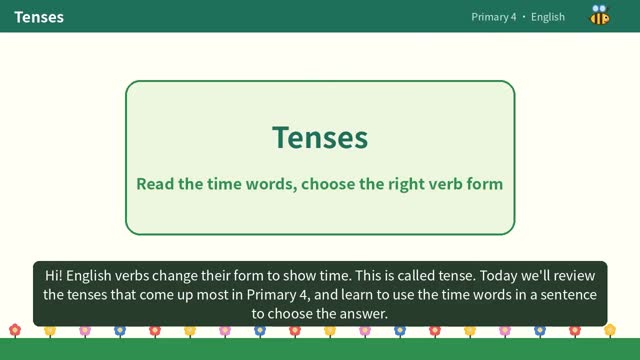 Tenses
Primary 4 • English
Tenses
Read the time words, choose the right verb form
Hi! English verbs change their form to show time. This is called tense. Today we'll review
the tenses that come up most in Primary 4, and learn to use the time words in a sentence
to choose the answer.